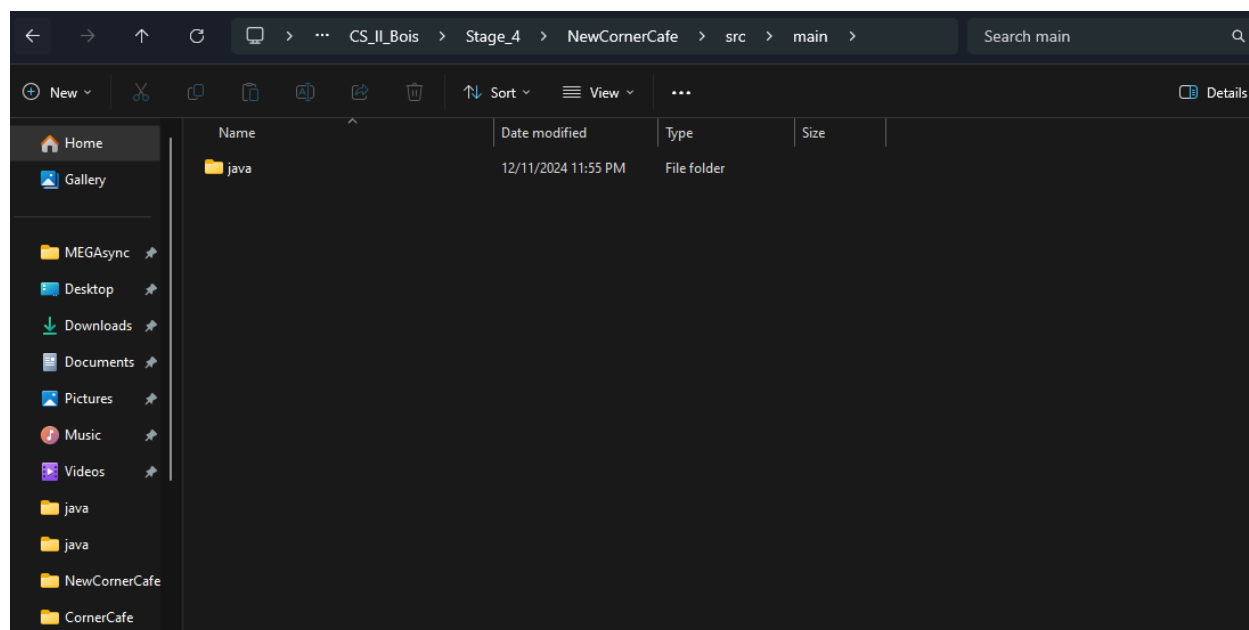 CS_II_Bois > Stage_4 > NewCornerCafe > src > main > Search main
New Sort View ••• Details
Name Date modified Type Size
java 12/11/2024 11:55 PM File folder
Home
Gallery
MEGAsync
Desktop
Downloads
Documents
Pictures
Music
Videos
java
java
NewCornerCafe
CornerCafe